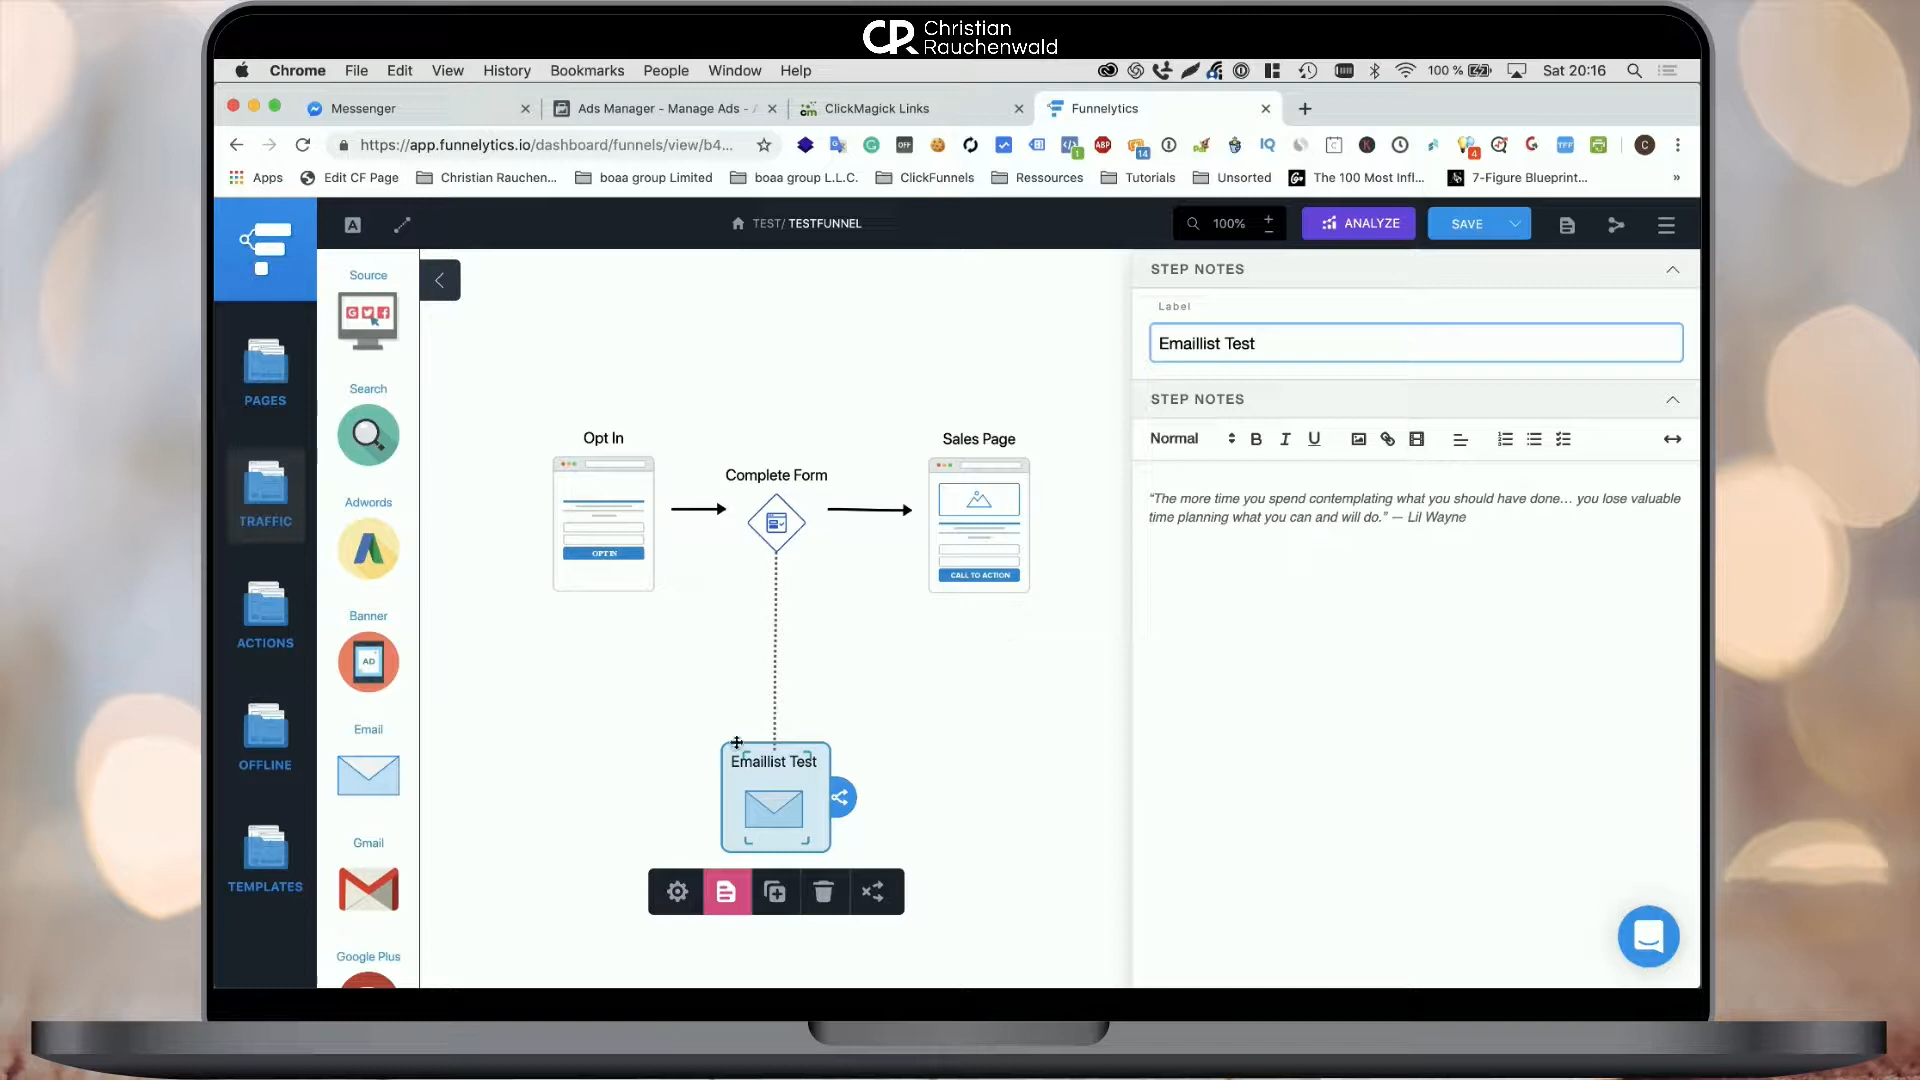 Christian
Rauchenwald
Chrome File Edit View History Bookmarks People Window Help
100 % Sat 20:16
Messenger
Ads Manager - Manage Ads - 
ClickMagick Links
Funnelytics
https://app.funnelytics.io/dashboard/funnels/view/b4...
Apps
Edit CF Page
Christian Rauchen...
boaa group Limited
boaa group L.L.C.
ClickFunnels
Ressources
Tutorials
Unsorted
The 100 Most Infl...
7-Figure Blueprint...
»
TEST/ TESTFUNNEL
100%
ANALYZE
SAVE
PAGES
TRAFFIC
ACTIONS
OFFLINE
TEMPLATES
Source
Search
Adwords
Banner
AD
Email
Gmail
Google Plus
Opt In
OPT IN
Complete Form
Sales Page
CALL TO ACTION
Emaillist Test
STEP NOTES
Label
Emaillist Test
STEP NOTES
Normal B I U
“The more time you spend contemplating what you should have done... you lose valuable
time planning what you can and will do.” — Lil Wayne